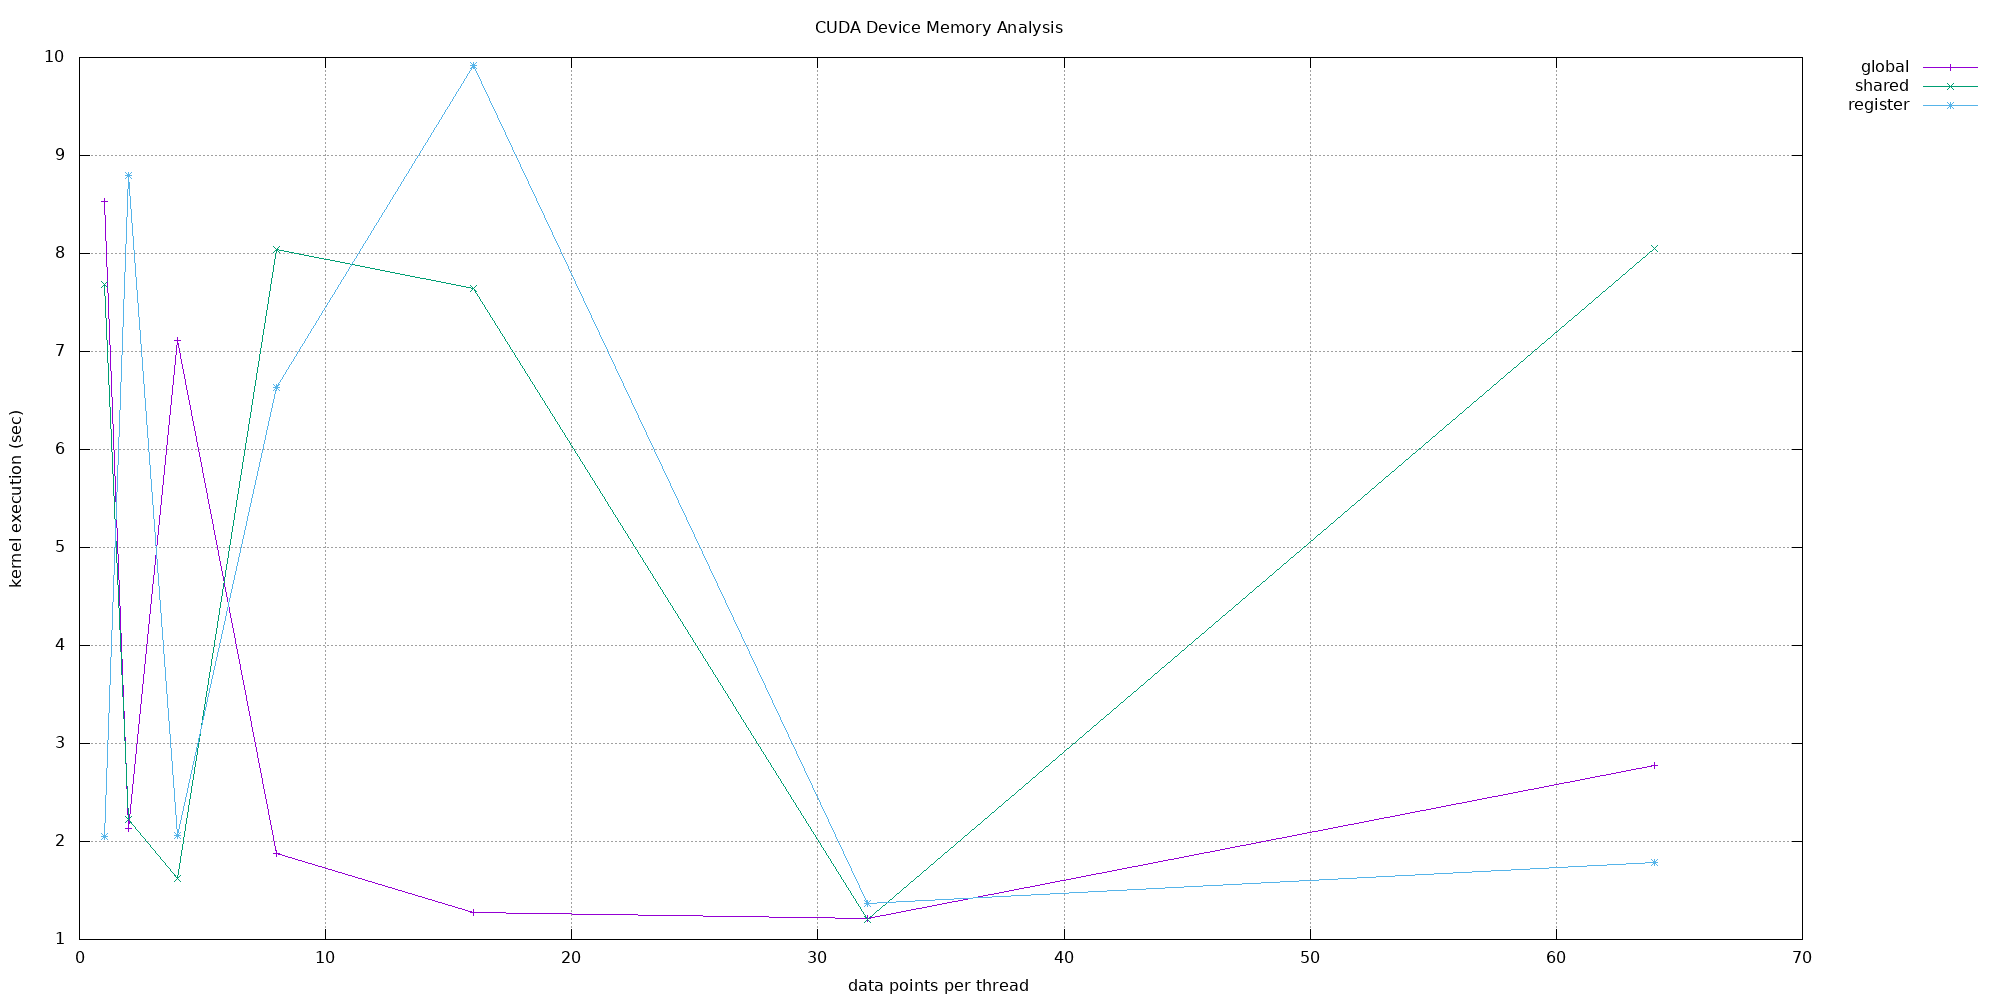 CUDA Device Memory Analysis
global
shared
register
10
9
8
7
6
5
4
3
2
1
kernel execution (sec)
0 10 20 30 40 50 60 70
data points per thread